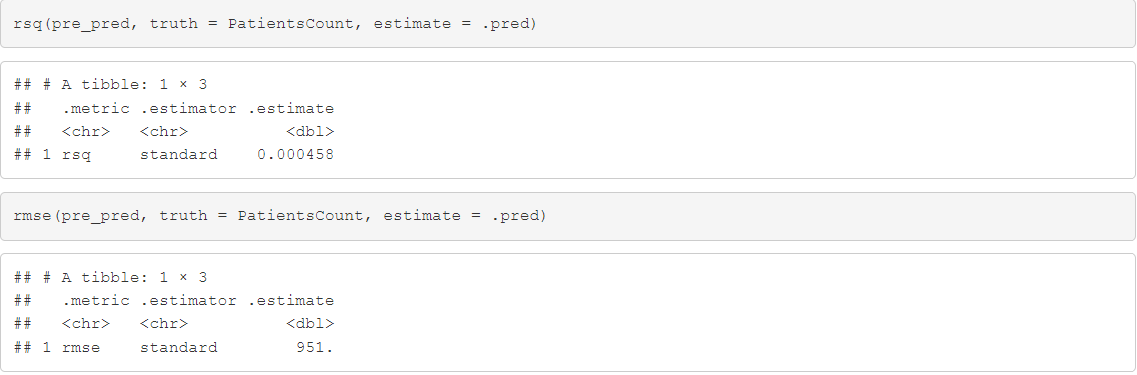 rsq(pre_pred, truth = PatientsCount, estimate = .pred)
## # A tibble: 1 × 3
##   .metric .estimator .estimate
##   <chr>   <chr>          <dbl>
## 1 rsq     standard    0.000458
rmse(pre_pred, truth = PatientsCount, estimate = .pred)
## # A tibble: 1 × 3
##   .metric .estimator .estimate
##   <chr>   <chr>          <dbl>
## 1 rmse    standard        951.